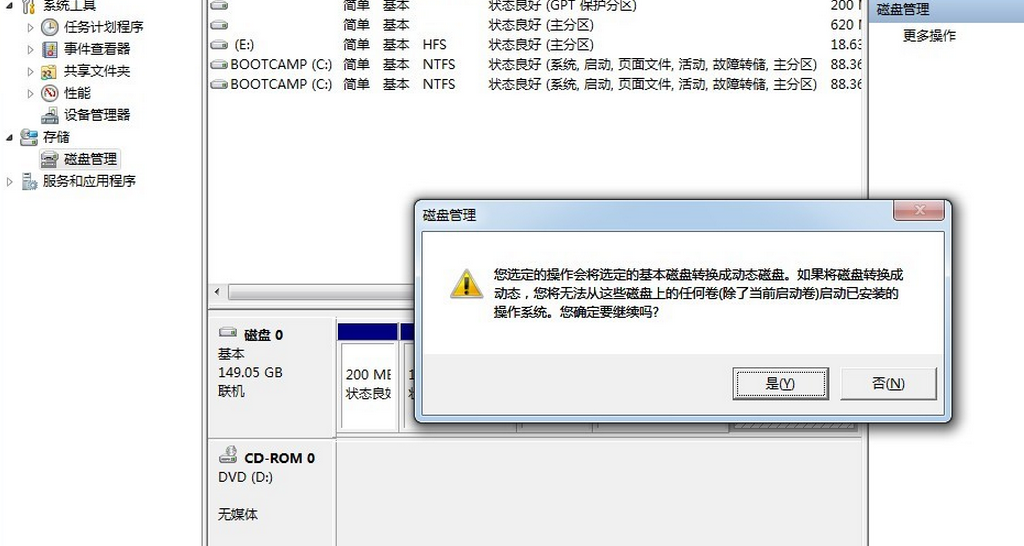 系统工具
任务计划程序
事件查看器
共享文件夹
性能
设备管理器
存储
磁盘管理
服务和应用程序
简单 基本 状态良好 (GPT 保护分区) 200
简单 基本 状态良好 (主分区) 620
(E:) 简单 基本 HFS 状态良好 (主分区) 18.63
BOOTCAMP (C:) 简单 基本 NTFS 状态良好 (系统, 启动, 页面文件, 活动, 故障转储, 主分区) 88.36
BOOTCAMP (C:) 简单 基本 NTFS 状态良好 (系统, 启动, 页面文件, 活动, 故障转储, 主分区) 88.36
磁盘管理
更多操作
磁盘管理
您选定的操作会将选定的基本磁盘转换成动态磁盘。如果将磁盘转换成
动态，您将无法从这些磁盘上的任何卷(除了当前启动卷)启动已安装的
操作系统。您确定要继续吗?
是(Y)
否(N)
磁盘 0
基本
149.05 GB
联机
200 ME
状态良好
CD-ROM 0
DVD (D:)
无媒体